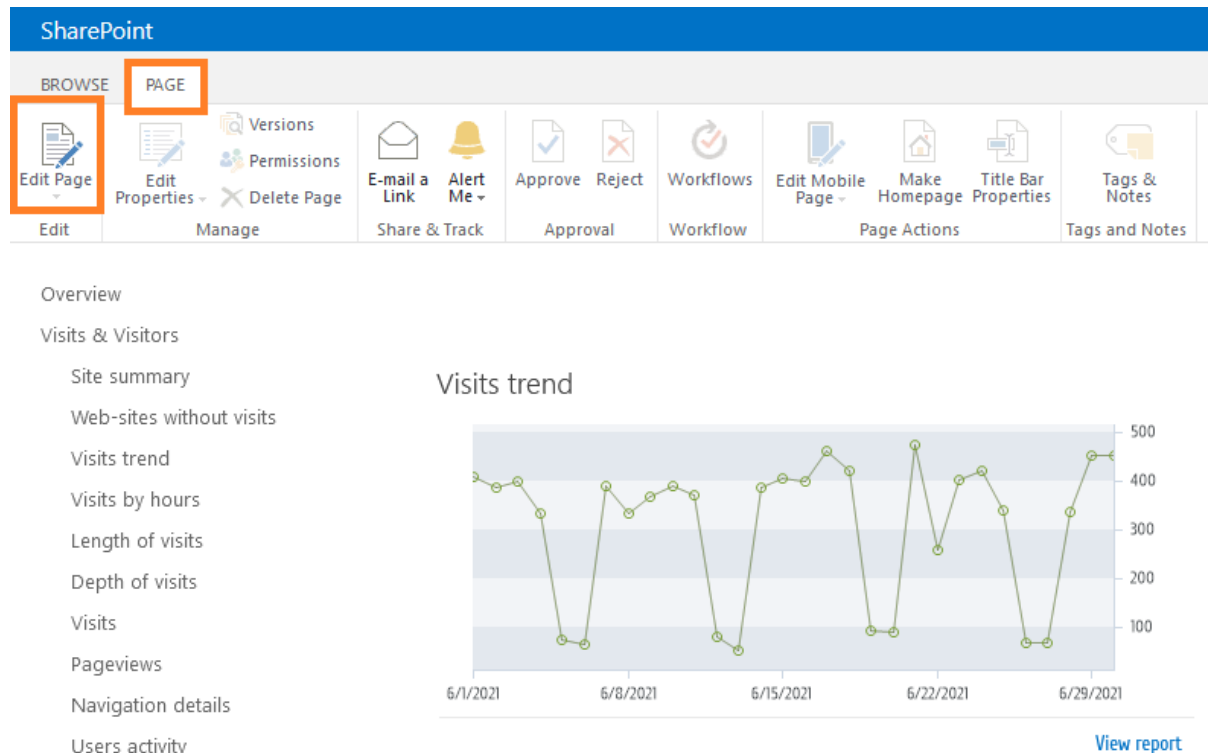 SharePoint
BROWSE PAGE
Edit Page
Edit
Edit Properties
Versions
Permissions
Delete Page
Manage
E-mail a Link
Alert Me
Share & Track
Approve
Reject
Approval
Workflows
Workflow
Edit Mobile Page
Make Homepage
Title Bar Properties
Page Actions
Tags & Notes
Tags and Notes
Overview
Visits & Visitors
Site summary
Web-sites without visits
Visits trend
Visits by hours
Length of visits
Depth of visits
Visits
Pageviews
Navigation details
Users activity
Visits trend
500
400
300
200
100
6/1/2021 6/8/2021 6/15/2021 6/22/2021 6/29/2021
View report